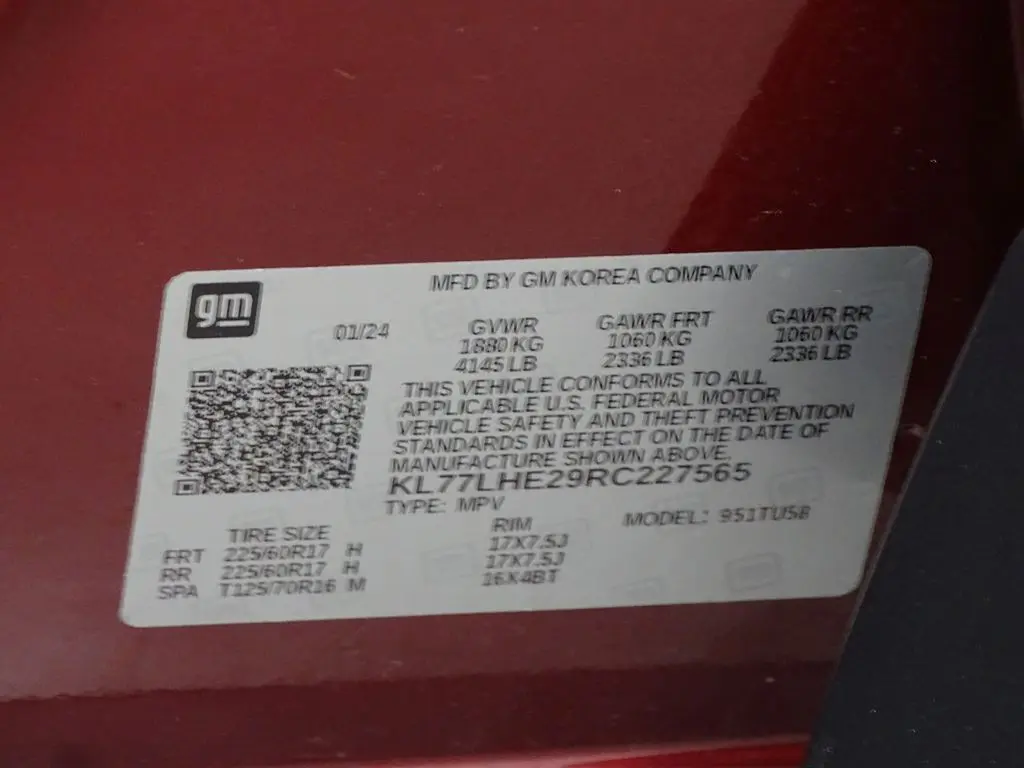 gm
MFD BY GM KOREA COMPANY
01/24 GVWR GAWR FRT GAWR RR
1880 KG 1060 KG 1060 KG
4145 LB 2336 LB 2336 LB
THIS VEHICLE CONFORMS TO ALL
APPLICABLE U.S. FEDERAL MOTOR
VEHICLE SAFETY AND THEFT PREVENTION
STANDARDS IN EFFECT ON THE DATE OF
MANUFACTURE SHOWN ABOVE.
KL77LHE29RC227565
TYPE: MPV MODEL: 951TU58
TIRE SIZE RIM
FRT 225/60R17 H 17X7.5J
RR 225/60R17 H 17X7.5J
SPA T125/70R16 M 16X4BT